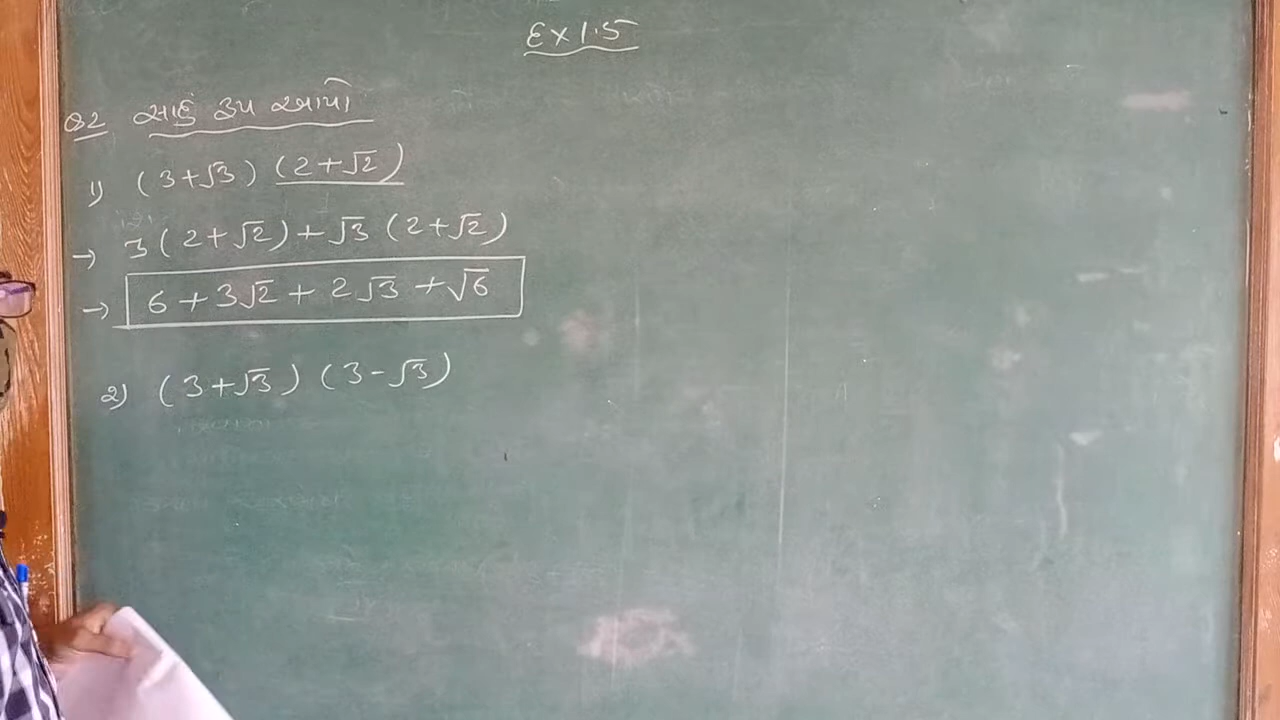 Ex 1.5
Q2 સાદું રૂપ આપો
1) (3+√3) (2+√2)
→ 3(2+√2)+√3(2+√2)
→ 6+3√2+2√3+√6
2) (3+√3) (3-√3)